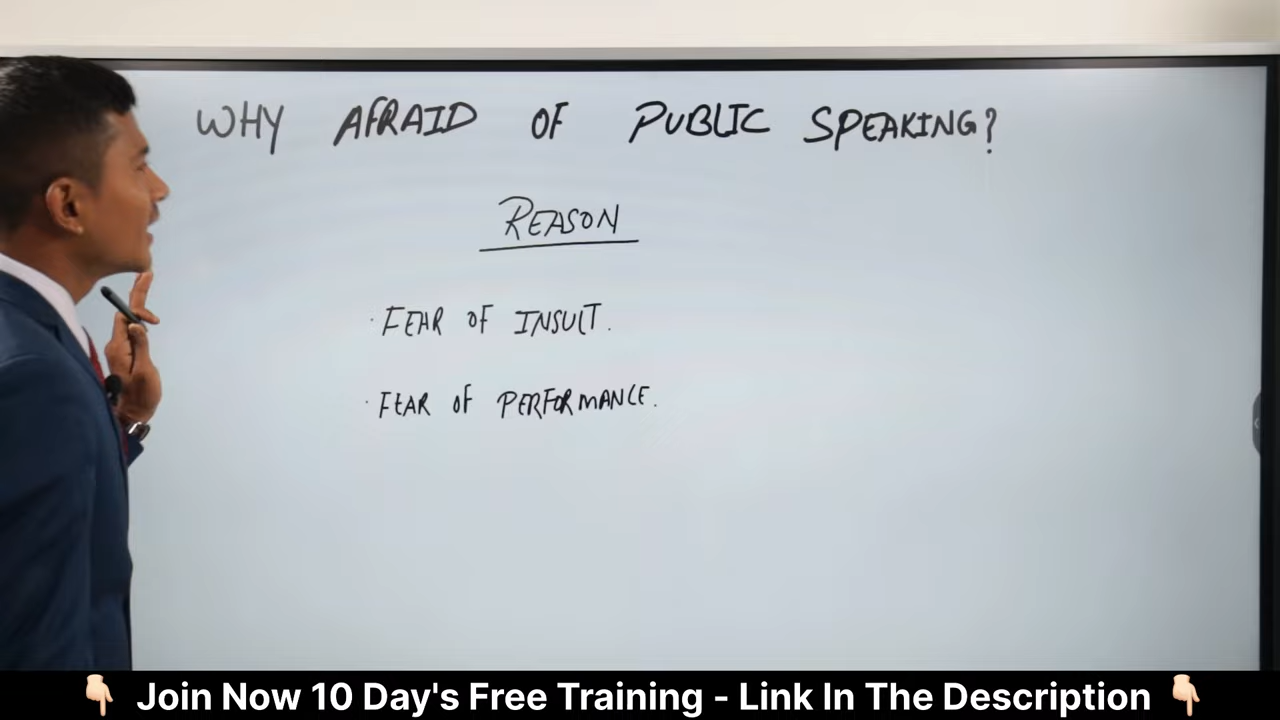 WHY AFRAID OF PUBLIC SPEAKING?
REASON
· FEAR OF INSULT.
· FEAR OF PERFORMANCE.
👇🏻 Join Now 10 Day's Free Training - Link In The Description 👇🏻